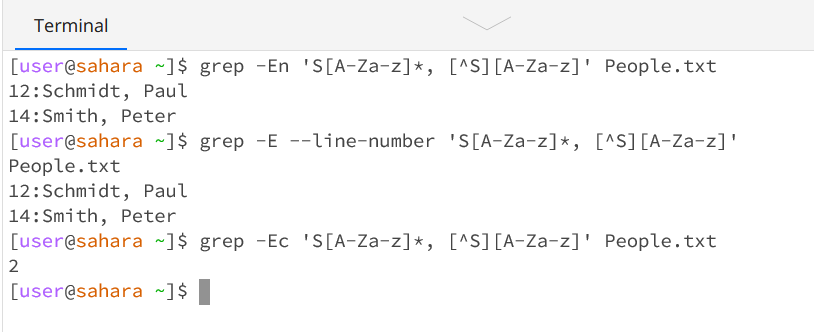 Terminal
[user@sahara ~]$ grep -En 'S[A-Za-z]*, [^S][A-Za-z]' People.txt
12:Schmidt, Paul
14:Smith, Peter
[user@sahara ~]$ grep -E --line-number 'S[A-Za-z]*, [^S][A-Za-z]'
People.txt
12:Schmidt, Paul
14:Smith, Peter
[user@sahara ~]$ grep -Ec 'S[A-Za-z]*, [^S][A-Za-z]' People.txt
2
[user@sahara ~]$